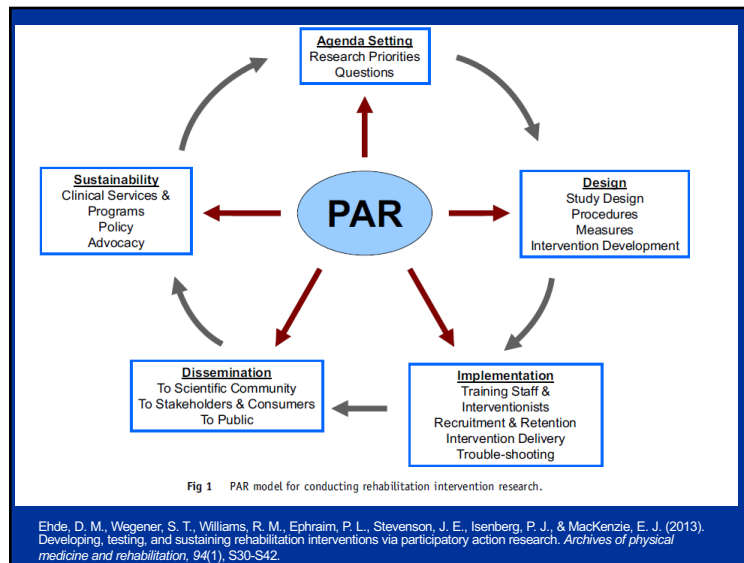 Agenda Setting
Research Priorities
Questions
Sustainability
Clinical Services &
Programs
Policy
Advocacy
PAR
Design
Study Design
Procedures
Measures
Intervention Development
Dissemination
To Scientific Community
To Stakeholders & Consumers
To Public
Implementation
Training Staff &
Interventionists
Recruitment & Retention
Intervention Delivery
Trouble-shooting
Fig 1 PAR model for conducting rehabilitation intervention research.
Ehde, D. M., Wegener, S. T., Williams, R. M., Ephraim, P. L., Stevenson, J. E., Isenberg, P. J., & MacKenzie, E. J. (2013).
Developing, testing, and sustaining rehabilitation interventions via participatory action research. Archives of physical
medicine and rehabilitation, 94(1), S30-S42.